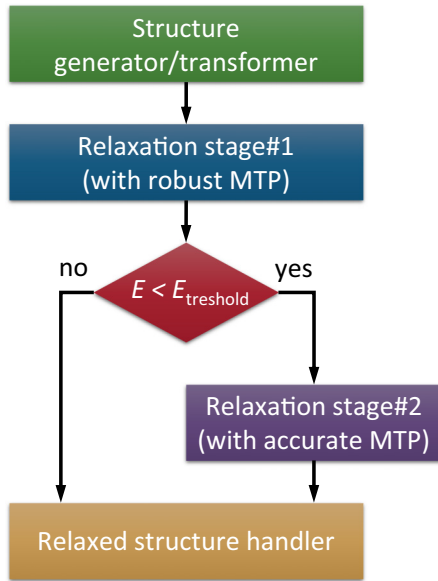 Structure
generator/transformer
Relaxation stage#1
(with robust MTP)
no
yes
E < E_treshold
Relaxation stage#2
(with accurate MTP)
Relaxed structure handler